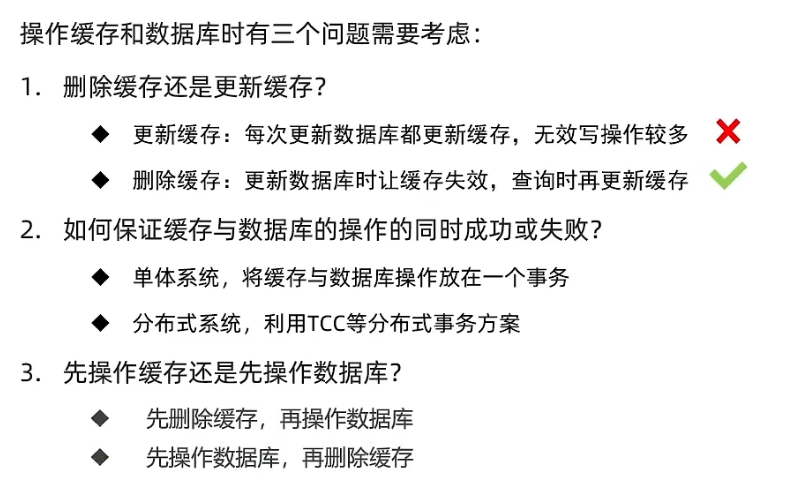 操作缓存和数据库时有三个问题需要考虑：
1. 删除缓存还是更新缓存？
◆ 更新缓存：每次更新数据库都更新缓存，无效写操作较多
◆ 删除缓存：更新数据库时让缓存失效，查询时再更新缓存
2. 如何保证缓存与数据库的操作的同时成功或失败？
◆ 单体系统，将缓存与数据库操作放在一个事务
◆ 分布式系统，利用TCC等分布式事务方案
3. 先操作缓存还是先操作数据库？
◆ 先删除缓存，再操作数据库
◆ 先操作数据库，再删除缓存